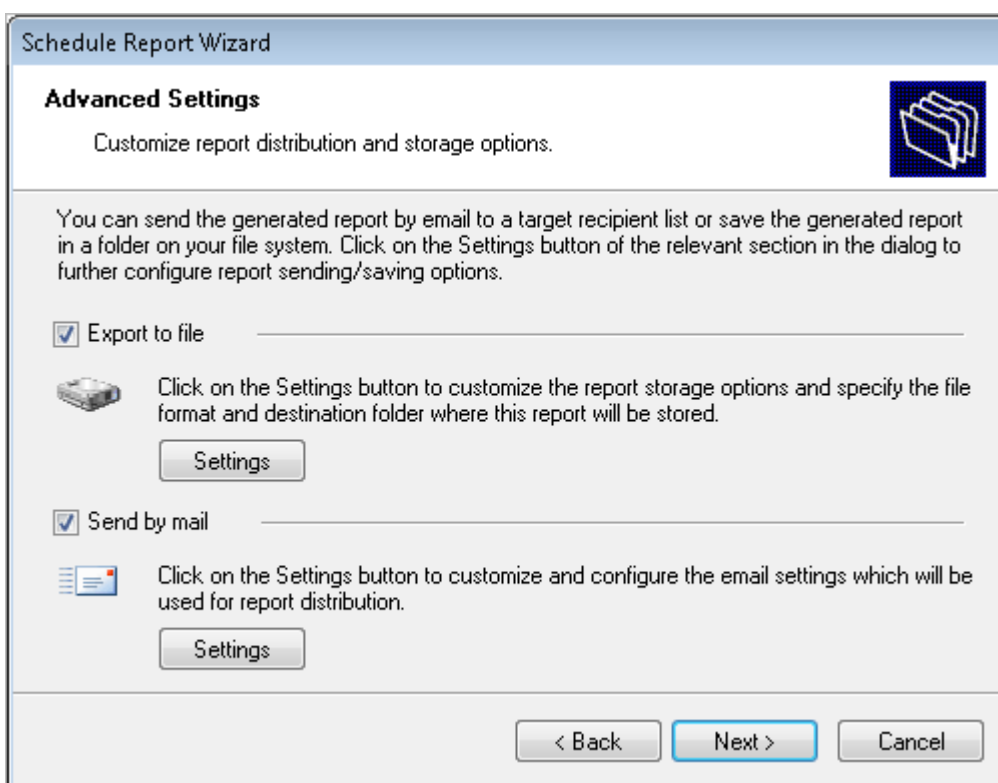 Schedule Report Wizard
Advanced Settings
Customize report distribution and storage options.
You can send the generated report by email to a target recipient list or save the generated report
in a folder on your file system. Click on the Settings button of the relevant section in the dialog to
further configure report sending/saving options.
Export to file
Click on the Settings button to customize the report storage options and specify the file
format and destination folder where this report will be stored.
Settings
Send by mail
Click on the Settings button to customize and configure the email settings which will be
used for report distribution.
Settings
< Back Next > Cancel